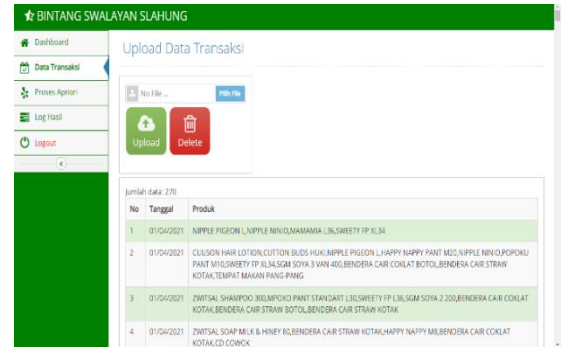 BINTANG SWALAYAN SLAHUNG
Dashboard
Upload Data Transaksi
Data Transaksi
Proses Apriori
No File ...
Pilih File
Log Hasil
Logout
Upload
Delete
Jumlah data: 270
No Tanggal Produk
1 01/04/2021 NIPPLE PIGEON L,NIPPLE NINIO,MAMAMIA L36,SWEETY FP XL34
2 01/04/2021 CUUSON HAIR LOTION,CUTTON BUDS HUKI,NIPPLE PIGEON L,HAPPY NAPPY PANT M20,NIPPLE NINIO,POPOKU
PANT M10,SWEETY FP XL34,SGM SOYA 3 VAN 400,BENDERA CAIR COKLAT BOTOL,BENDERA CAIR STRAW
KOTAK,TEMPAT MAKAN PANG-PANG
3 01/04/2021 ZWITSAL SHAMPOO 300,MPOKO PANT STANDART L30,SWEETY FP L36,SGM SOYA 2 200,BENDERA CAIR COKLAT
KOTAK,BENDERA CAIR STRAW BOTOL,BENDERA CAIR STRAW KOTAK
4 01/04/2021 ZWITSAL SOAP MILK & HINEY 80,BENDERA CAIR STRAW KOTAK,HAPPY NAPPY M8,BENDERA CAIR COKLAT
KOTAK,CD COWOK